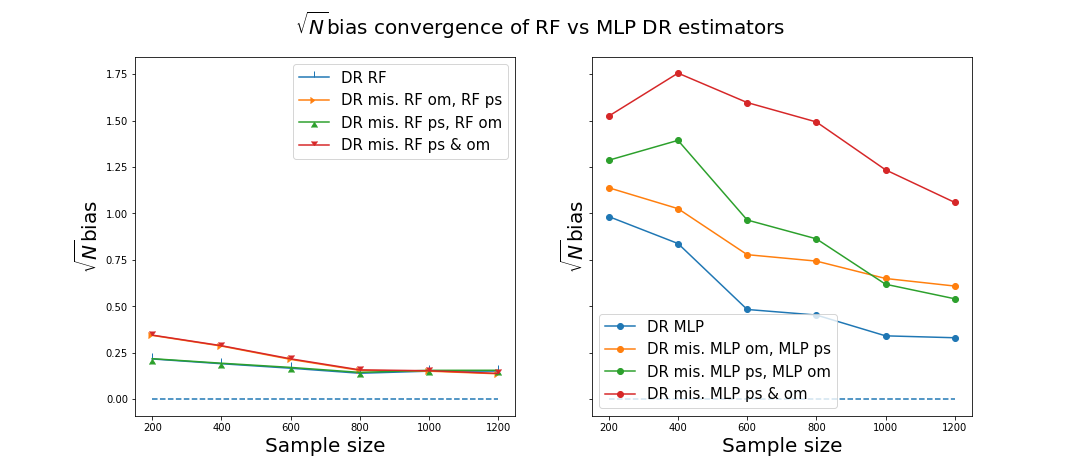 √N bias convergence of RF vs MLP DR estimators
√N bias
1.75
1.50
1.25
1.00
0.75
0.50
0.25
0.00
DR RF
DR mis. RF om, RF ps
DR mis. RF ps, RF om
DR mis. RF ps & om
200 400 600 800 1000 1200
Sample size
√N bias
DR MLP
DR mis. MLP om, MLP ps
DR mis. MLP ps, MLP om
DR mis. MLP ps & om
200 400 600 800 1000 1200
Sample size